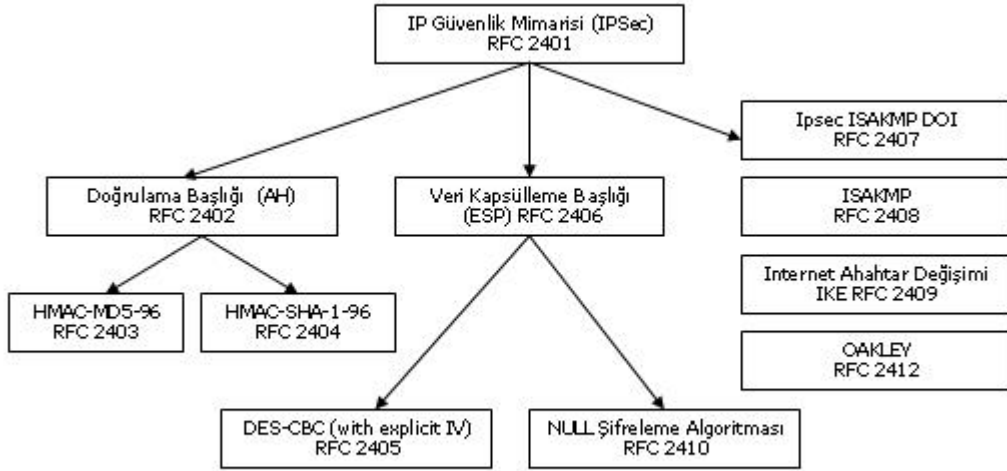 IP Güvenlik Mimarisi (IPSec)
RFC 2401
Ipsec ISAKMP DOI
RFC 2407
Doğrulama Başlığı (AH)
RFC 2402
Veri Kapsülleme Başlığı
(ESP) RFC 2406
ISAKMP
RFC 2408
Internet Ahahtar Değişimi
IKE RFC 2409
HMAC-MD5-96
RFC 2403
HMAC-SHA-1-96
RFC 2404
OAKLEY
RFC 2412
DES-CBC (with explicit IV)
RFC 2405
NULL Şifreleme Algoritması
RFC 2410